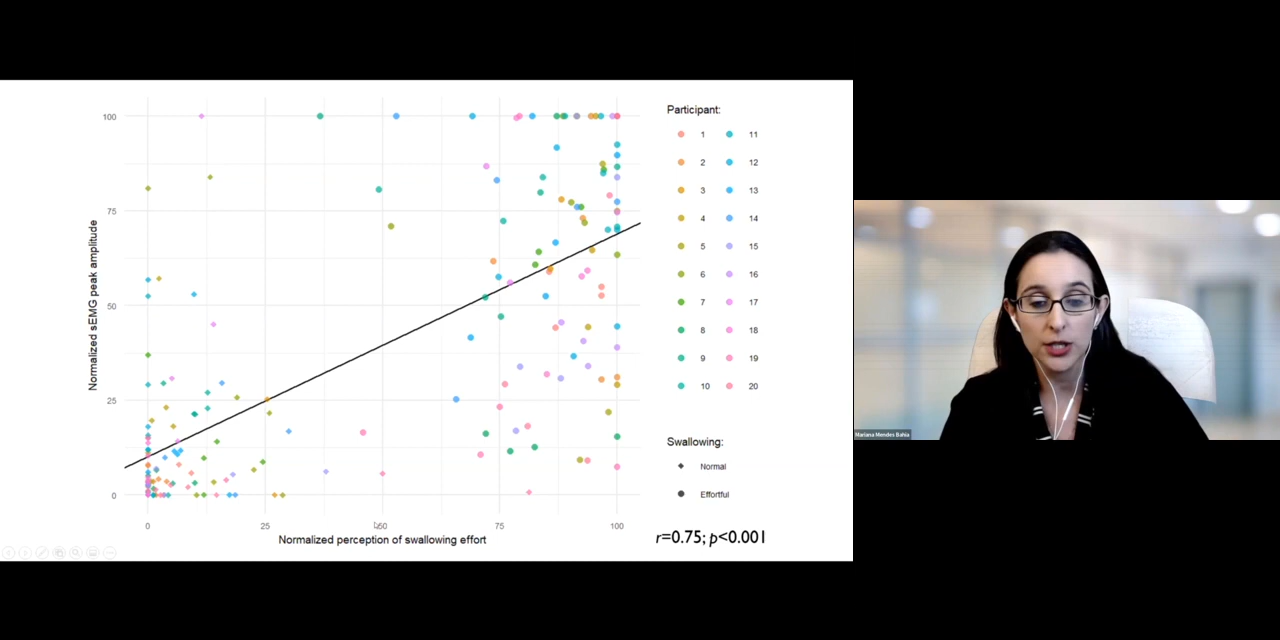 Participant:
100
75
50
25
0
Normalized sEMG peak amplitude
0
25
50
75
100
Normalized perception of swallowing effort
1 11
2 12
3 13
4 14
5 15
6 16
7 17
8 18
9 19
10 20
Swallowing:
Normal
Effortful
r=0.75; p<0.001
Mariana Mendes Bahia